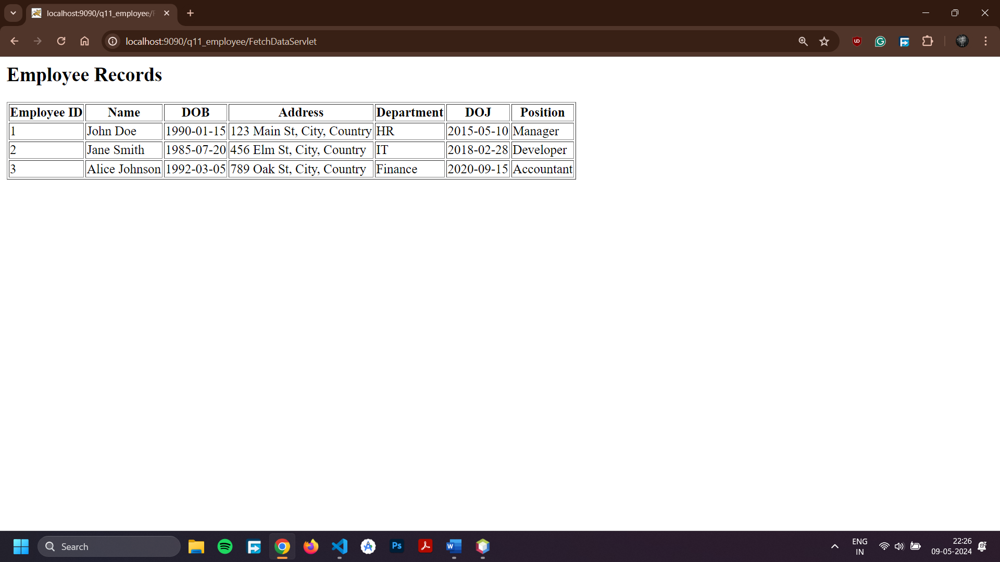 localhost:9090/q11_employee/F
localhost:9090/q11_employee/FetchDataServlet
Employee Records
Employee ID Name DOB Address Department DOJ Position
1 John Doe 1990-01-15 123 Main St, City, Country HR 2015-05-10 Manager
2 Jane Smith 1985-07-20 456 Elm St, City, Country IT 2018-02-28 Developer
3 Alice Johnson 1992-03-05 789 Oak St, City, Country Finance 2020-09-15 Accountant
Search
Ps
W
ENG
IN
22:26
09-05-2024